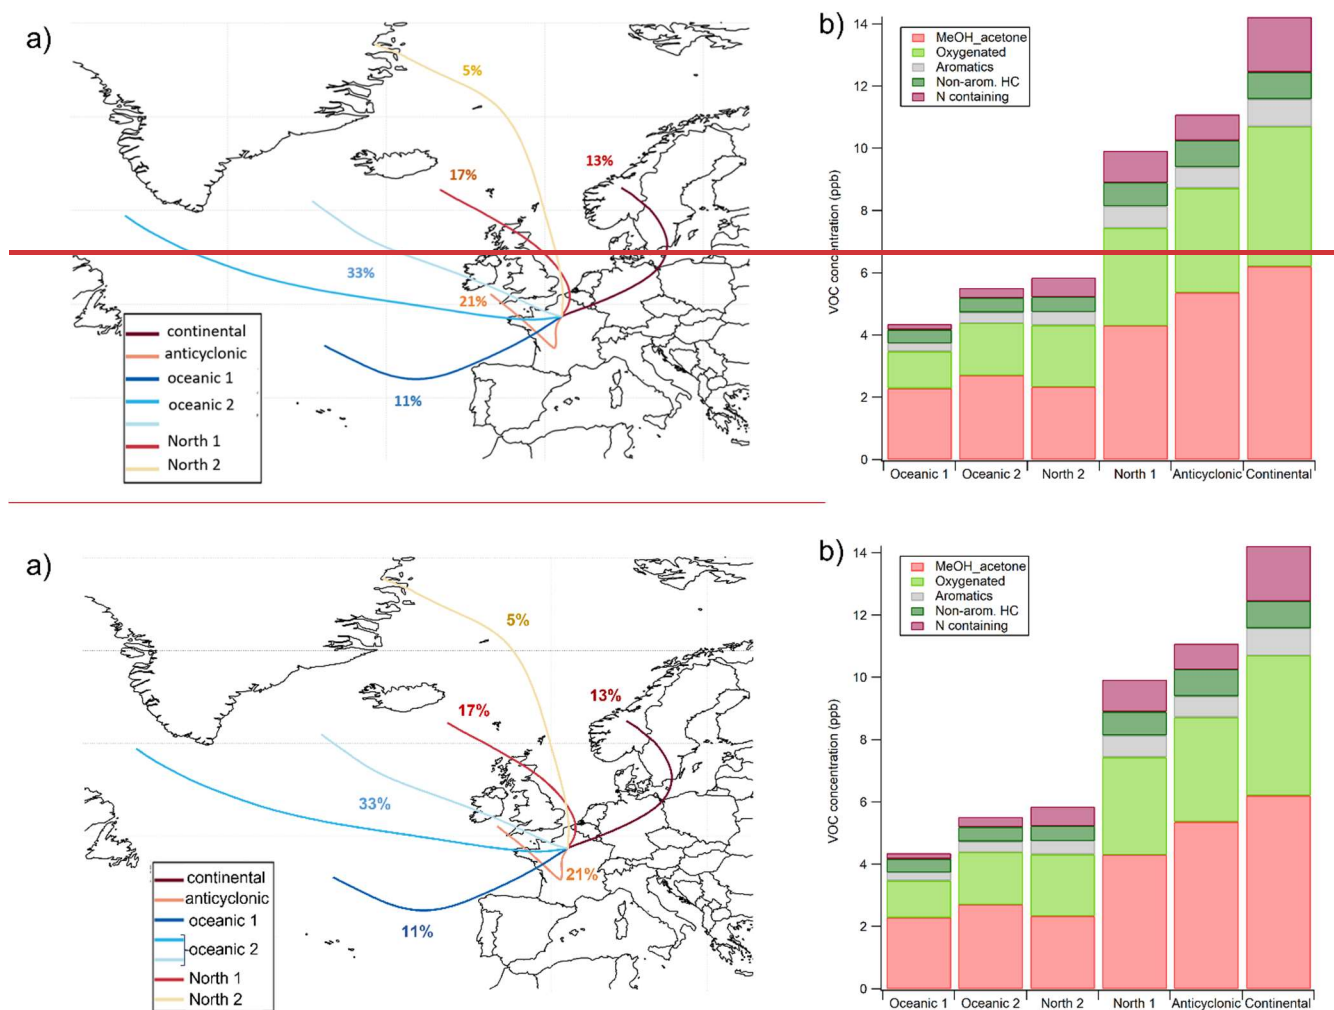 a)
5%
17%
13%
33%
21%
11%
continental
anticyclonic
oceanic 1
oceanic 2
North 1
North 2
b)
MeOH_acetone
Oxygenated
Aromatics
Non-arom. HC
N containing
VOC concentration (ppb)
14
12
10
8
6
4
2
0
Oceanic 1 Oceanic 2 North 2 North 1 Anticyclonic Continental
a)
5%
17%
13%
33%
21%
11%
continental
anticyclonic
oceanic 1
oceanic 2
North 1
North 2
b)
MeOH_acetone
Oxygenated
Aromatics
Non-arom. HC
N containing
VOC concentration (ppb)
14
12
10
8
6
4
2
0
Oceanic 1 Oceanic 2 North 2 North 1 Anticyclonic Continental